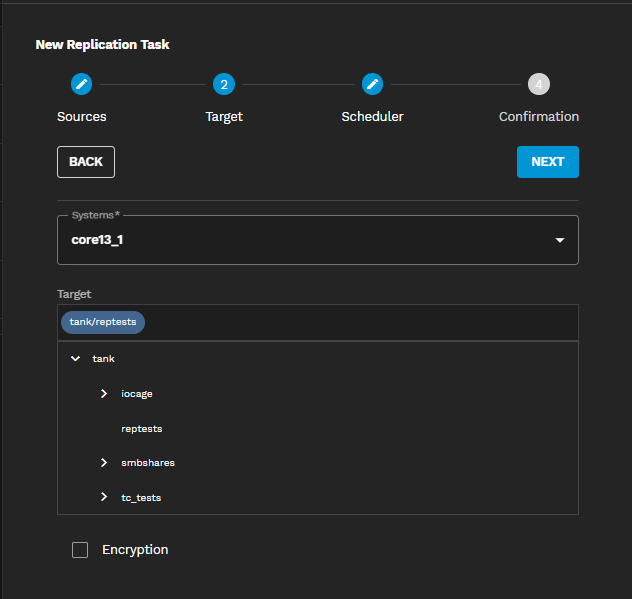 New Replication Task
2 4
Sources Target Scheduler Confirmation
BACK NEXT
Systems*
core13_1
Target
tank/reptests
tank
iocage
reptests
smbshares
tc_tests
Encryption